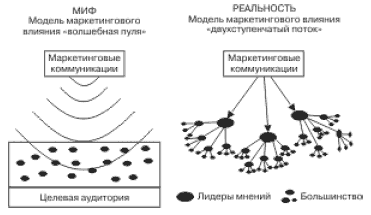 МИФ
Модель маркетингового
влияния «волшебная пуля»
Маркетинговые
коммуникации
Целевая аудитория
РЕАЛЬНОСТЬ
Модель маркетингового влияния
«двухступенчатый поток»
Маркетинговые
коммуникации
Лидеры мнений
Большинство